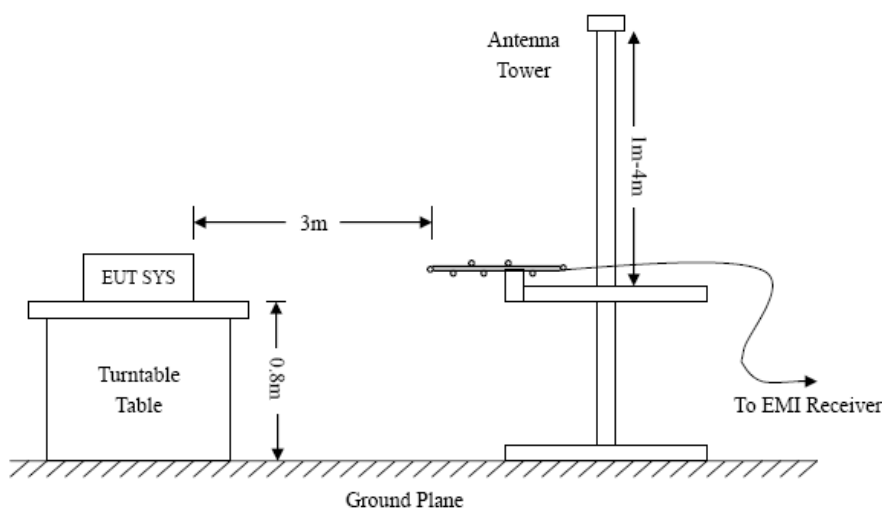 Antenna
Tower
1m-4m
3m
EUT SYS
0.8m
Turntable
Table
To EMI Receiver
Ground Plane